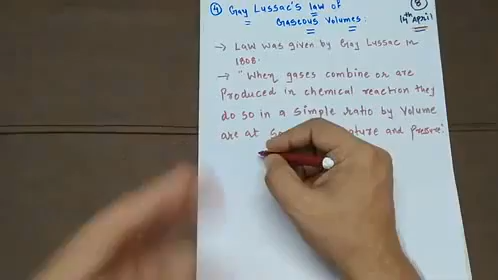 ④ Gay Lussac's law of
Gaseous Volumes:
⑧
14th April
→ Law was given by Gay Lussac in
1808.
→ "When gases combine or are
Produced in chemical reaction they
do so in a simple ratio by Volume
are at and Pressure.